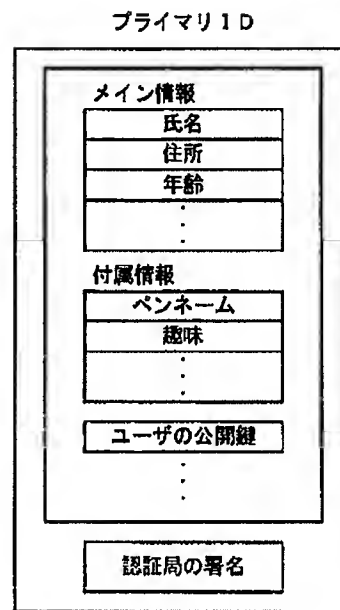 プライマリID
メイン情報
氏名
住所
年齢
・
・
付属情報
ペンネーム
趣味
・
・
・
ユーザの公開鍵
・
・
・
認証局の署名